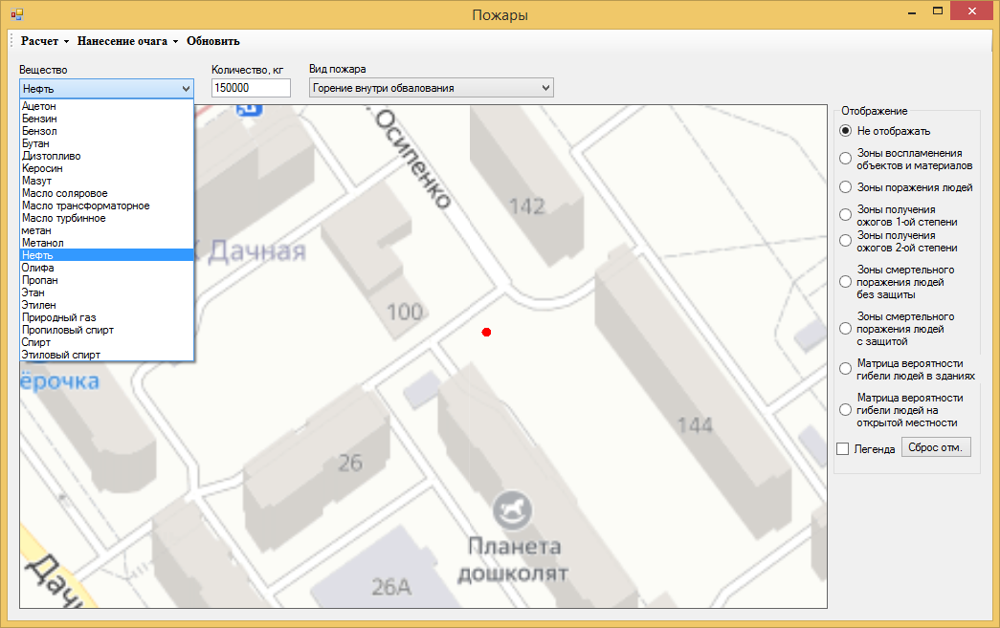 Пожары
Расчет Нанесение очага Обновить
Вещество Количество, кг Вид пожара
Нефть 150000 Горение внутри обвалования
Ацетон
Бензин
Бензол
Бутан
Дизтопливо
Керосин
Мазут
Масло соляровое
Масло трансформаторное
Масло турбинное
метан
Метанол
Нефть
Олифа
Пропан
Этан
Этилен
Природный газ
Пропиловый спирт
Спирт
Этиловый спирт
. Осипенко
142
Дачная
100
144
ёрочка
26
Планета
дошколят
26А
Дачн
Отображение
Не отображать
Зоны воспламенения
объектов и материалов
Зоны поражения людей
Зоны получения
ожогов 1-ой степени
Зоны получения
ожогов 2-ой степени
Зоны смертельного
поражения людей
без защиты
Зоны смертельного
поражения людей
с защитой
Матрица вероятности
гибели людей в зданиях
Матрица вероятности
гибели людей на
открытой местности
Легенда Сброс отм.